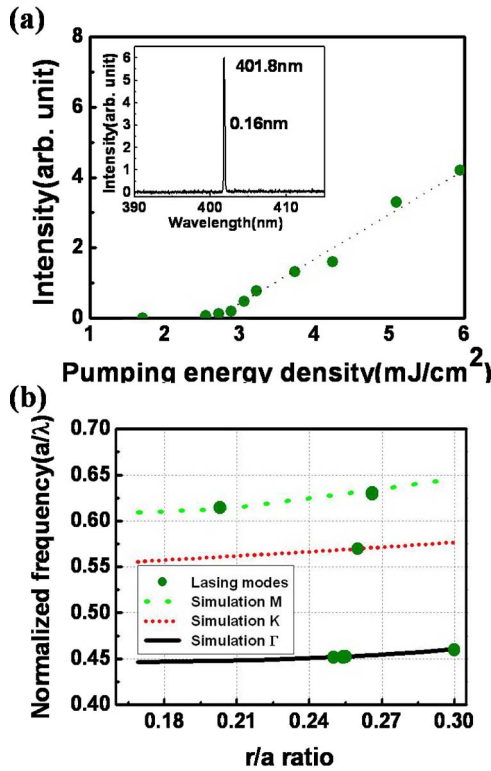 (a)
8
6
4
2
0
Intensity(arb. unit)
6
5
4
3
2
1
0
Intensity(arb. unit)
401.8nm
0.16nm
390 400 410
Wavelength(nm)
1 2 3 4 5 6
Pumping energy density(mJ/cm²)
(b)
0.70
0.65
0.60
0.55
0.50
0.45
0.40
Normalized frequency(a/λ)
Lasing modes
Simulation M
Simulation K
Simulation Γ
0.18 0.21 0.24 0.27 0.30
r/a ratio